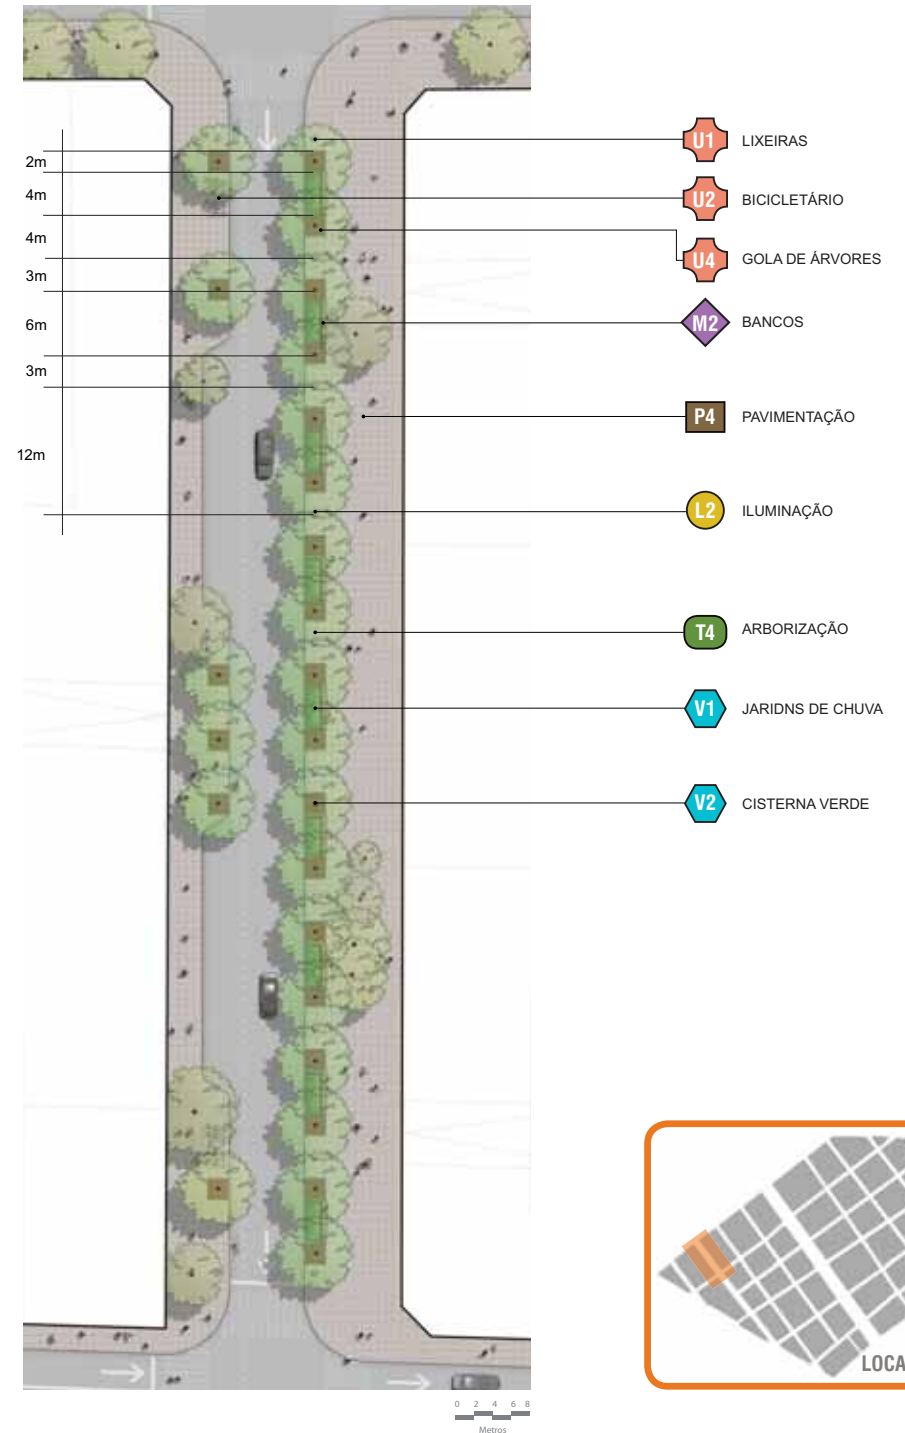 2m
4m
4m
3m
6m
3m
12m
U1 LIXEIRAS
U2 BICICLETÁRIO
U4 GOLA DE ÁRVORES
M2 BANCOS
P4 PAVIMENTAÇÃO
L2 ILUMINAÇÃO
T4 ARBORIZAÇÃO
V1 JARIDNS DE CHUVA
V2 CISTERNA VERDE
LOCA
0 2 4 6 8
Metros